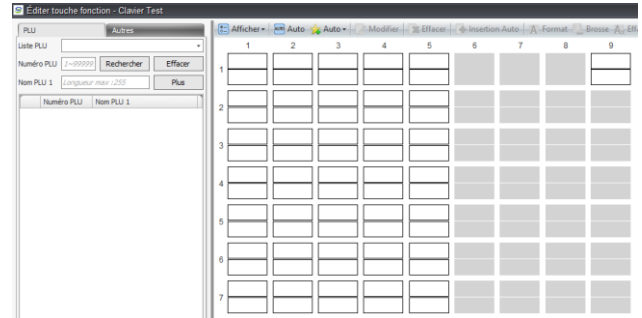 Éditer touche fonction - Clavier Test
PLU Autres
Liste PLU
Numéro PLU 1~99999 Rechercher Effacer
Nom PLU 1 Longueur max :255 Plus
Numéro PLU Nom PLU 1
Afficher Auto Auto Modifier Effacer Insertion Auto Format Brosse Eff
1 2 3 4 5 6 7 8 9
1
2
3
4
5
6
7